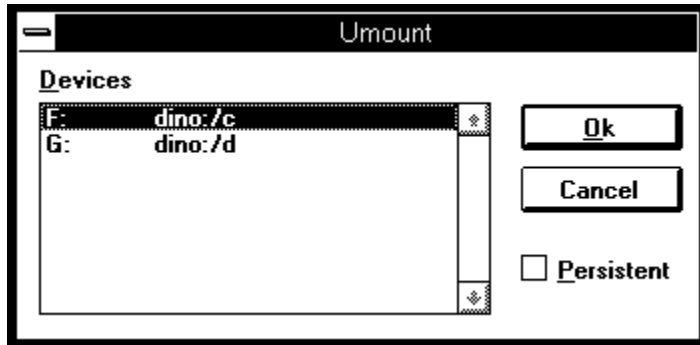 Umount
Devices
F: dino:/c
G: dino:/d
Ok
Cancel
Persistent